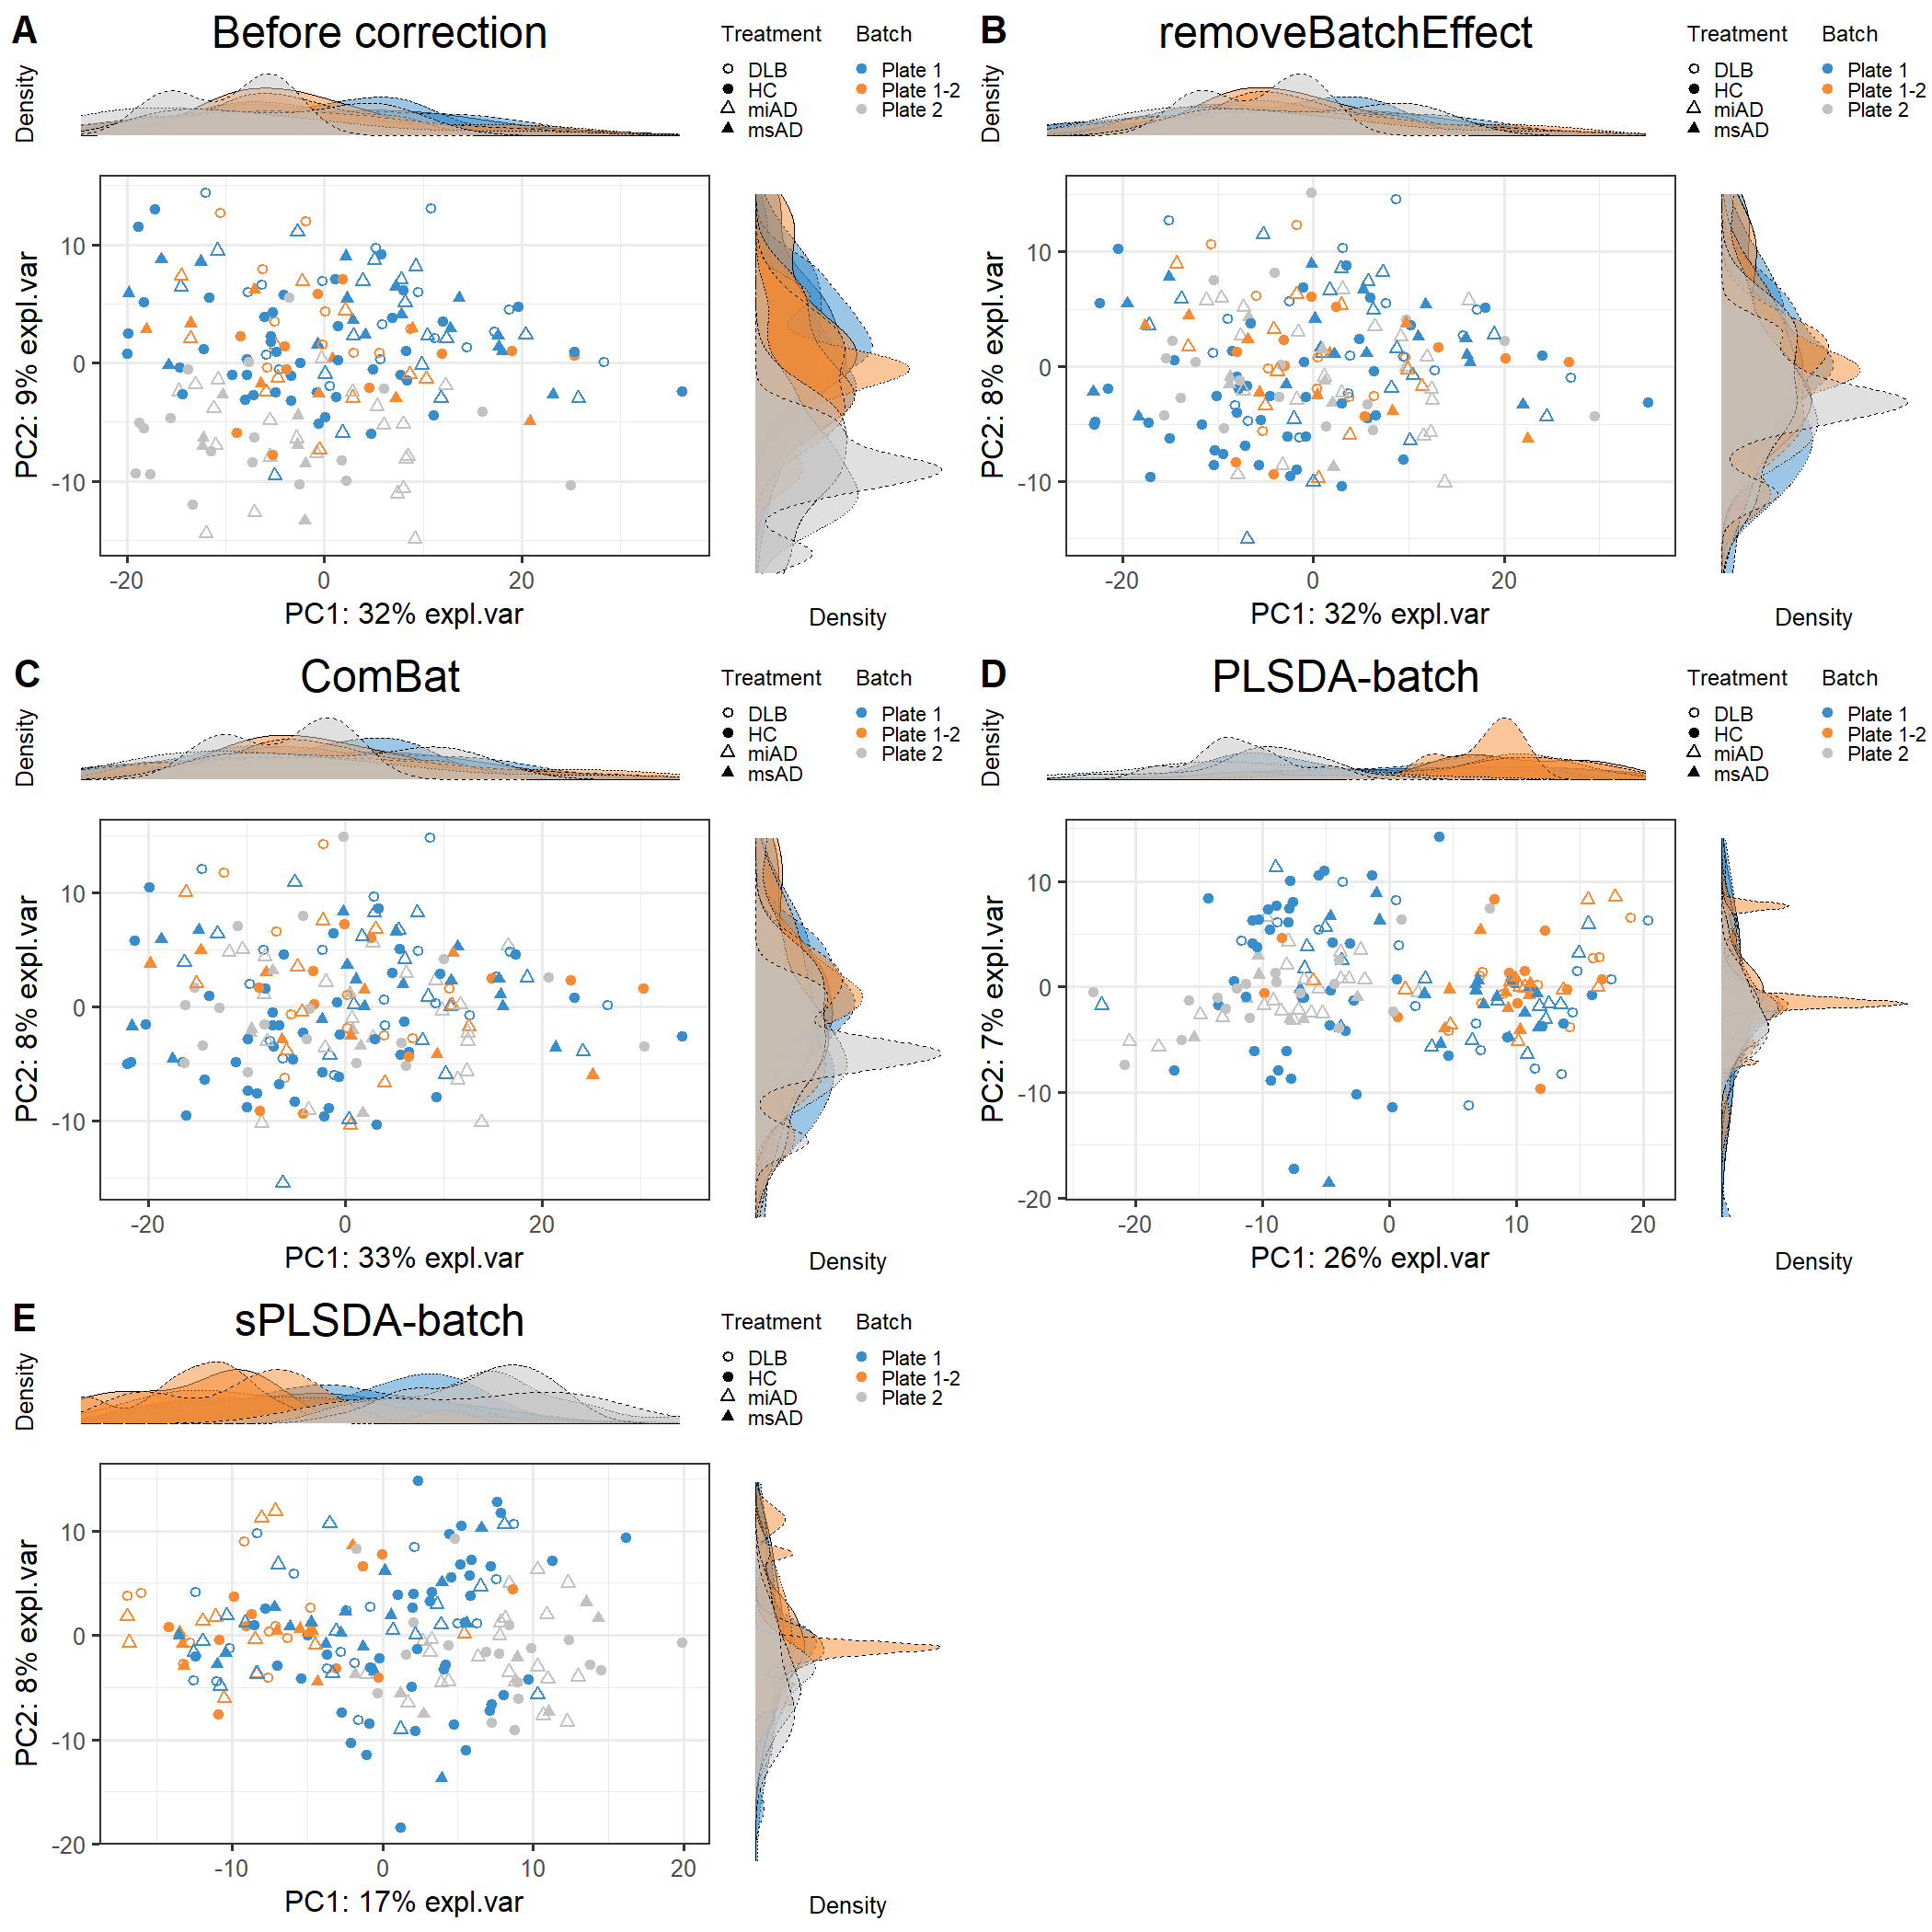 A Before correction
Density
Treatment Batch
DLB Plate 1
HC Plate 1-2
miAD Plate 2
msAD
PC2: 9% expl.var
10
0
-10
-20 0 20
PC1: 32% expl.var
Density
B removeBatchEffect
Density
Treatment Batch
DLB Plate 1
HC Plate 1-2
miAD Plate 2
msAD
PC2: 8% expl.var
10
0
-10
-20 0 20
PC1: 32% expl.var
Density
C ComBat
Density
Treatment Batch
DLB Plate 1
HC Plate 1-2
miAD Plate 2
msAD
PC2: 8% expl.var
10
0
-10
-20 0 20
PC1: 33% expl.var
Density
D PLSDA-batch
Density
Treatment Batch
DLB Plate 1
HC Plate 1-2
miAD Plate 2
msAD
PC2: 7% expl.var
10
0
-10
-20
-20 -10 0 10 20
PC1: 26% expl.var
Density
E sPLSDA-batch
Density
Treatment Batch
DLB Plate 1
HC Plate 1-2
miAD Plate 2
msAD
PC2: 8% expl.var
10
0
-10
-20
-10 0 10 20
PC1: 17% expl.var
Density